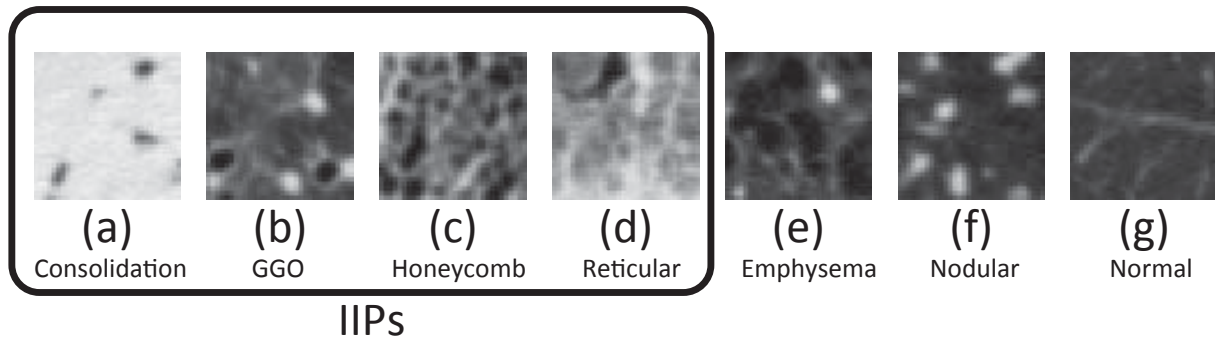 (a) (b) (c) (d) (e) (f) (g)
Consolidation GGO Honeycomb Reticular Emphysema Nodular Normal
IIPs